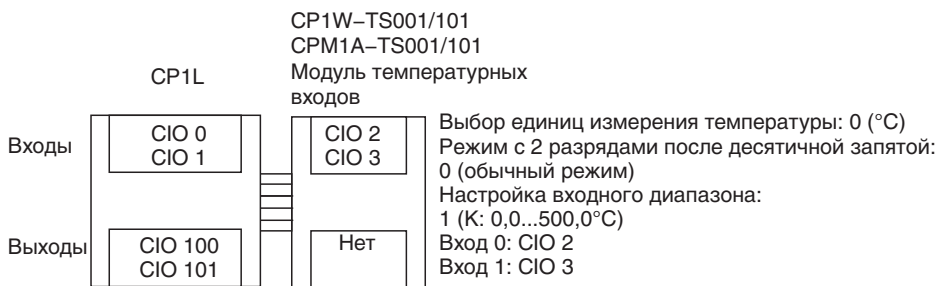 CP1W–TS001/101
CPM1A–TS001/101
Модуль температурных
входов
CP1L
Входы
CIO 0
CIO 1
CIO 2
CIO 3
Выходы
CIO 100
CIO 101
Нет
Выбор единиц измерения температуры: 0 (°C)
Режим с 2 разрядами после десятичной запятой:
0 (обычный режим)
Настройка входного диапазона:
1 (K: 0,0...500,0°C)
Вход 0: CIO 2
Вход 1: CIO 3